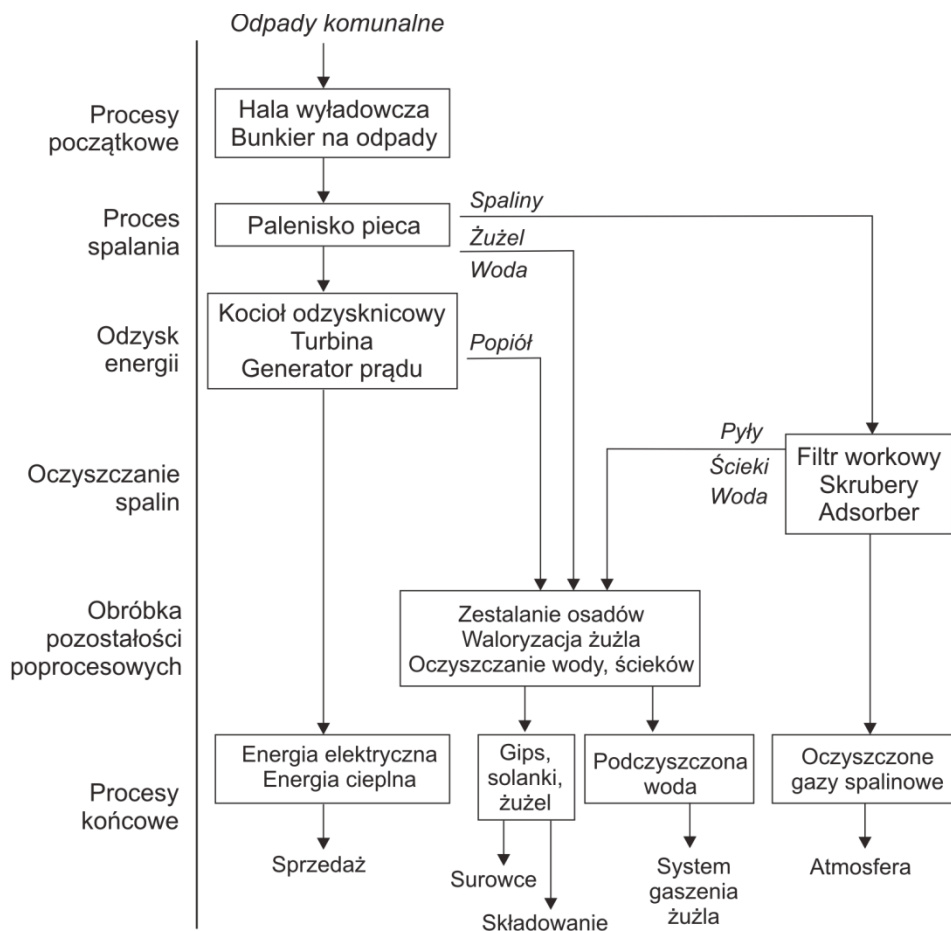 Odpady komunalne
Procesy
początkowe
Hala wyładowcza
Bunkier na odpady
Proces
spalania
Palenisko pieca
Spaliny
Żużel
Woda
Odzysk
energii
Kocioł odzysknicowy
Turbina
Generator prądu
Popiół
Oczyszczanie
spalin
Pyły
Ścieki
Woda
Filtr workowy
Skrubery
Adsorber
Obróbka
pozostałości
poprocesowych
Zestalanie osadów
Waloryzacja żużla
Oczyszczanie wody, ścieków
Procesy
końcowe
Energia elektryczna
Energia cieplna
Gips,
solanki,
żużel
Podczyszczona
woda
Oczyszczone
gazy spalinowe
Sprzedaż
Surowce
Składowanie
System
gaszenia
żużla
Atmosfera